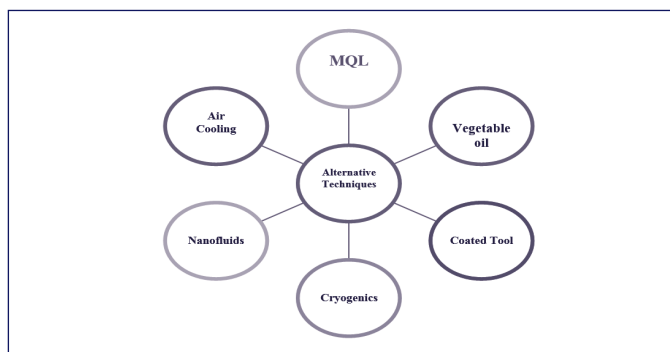 MQL
Air
Cooling
Vegetable
oil
Alternative
Techniques
Nanofluids
Coated Tool
Cryogenics